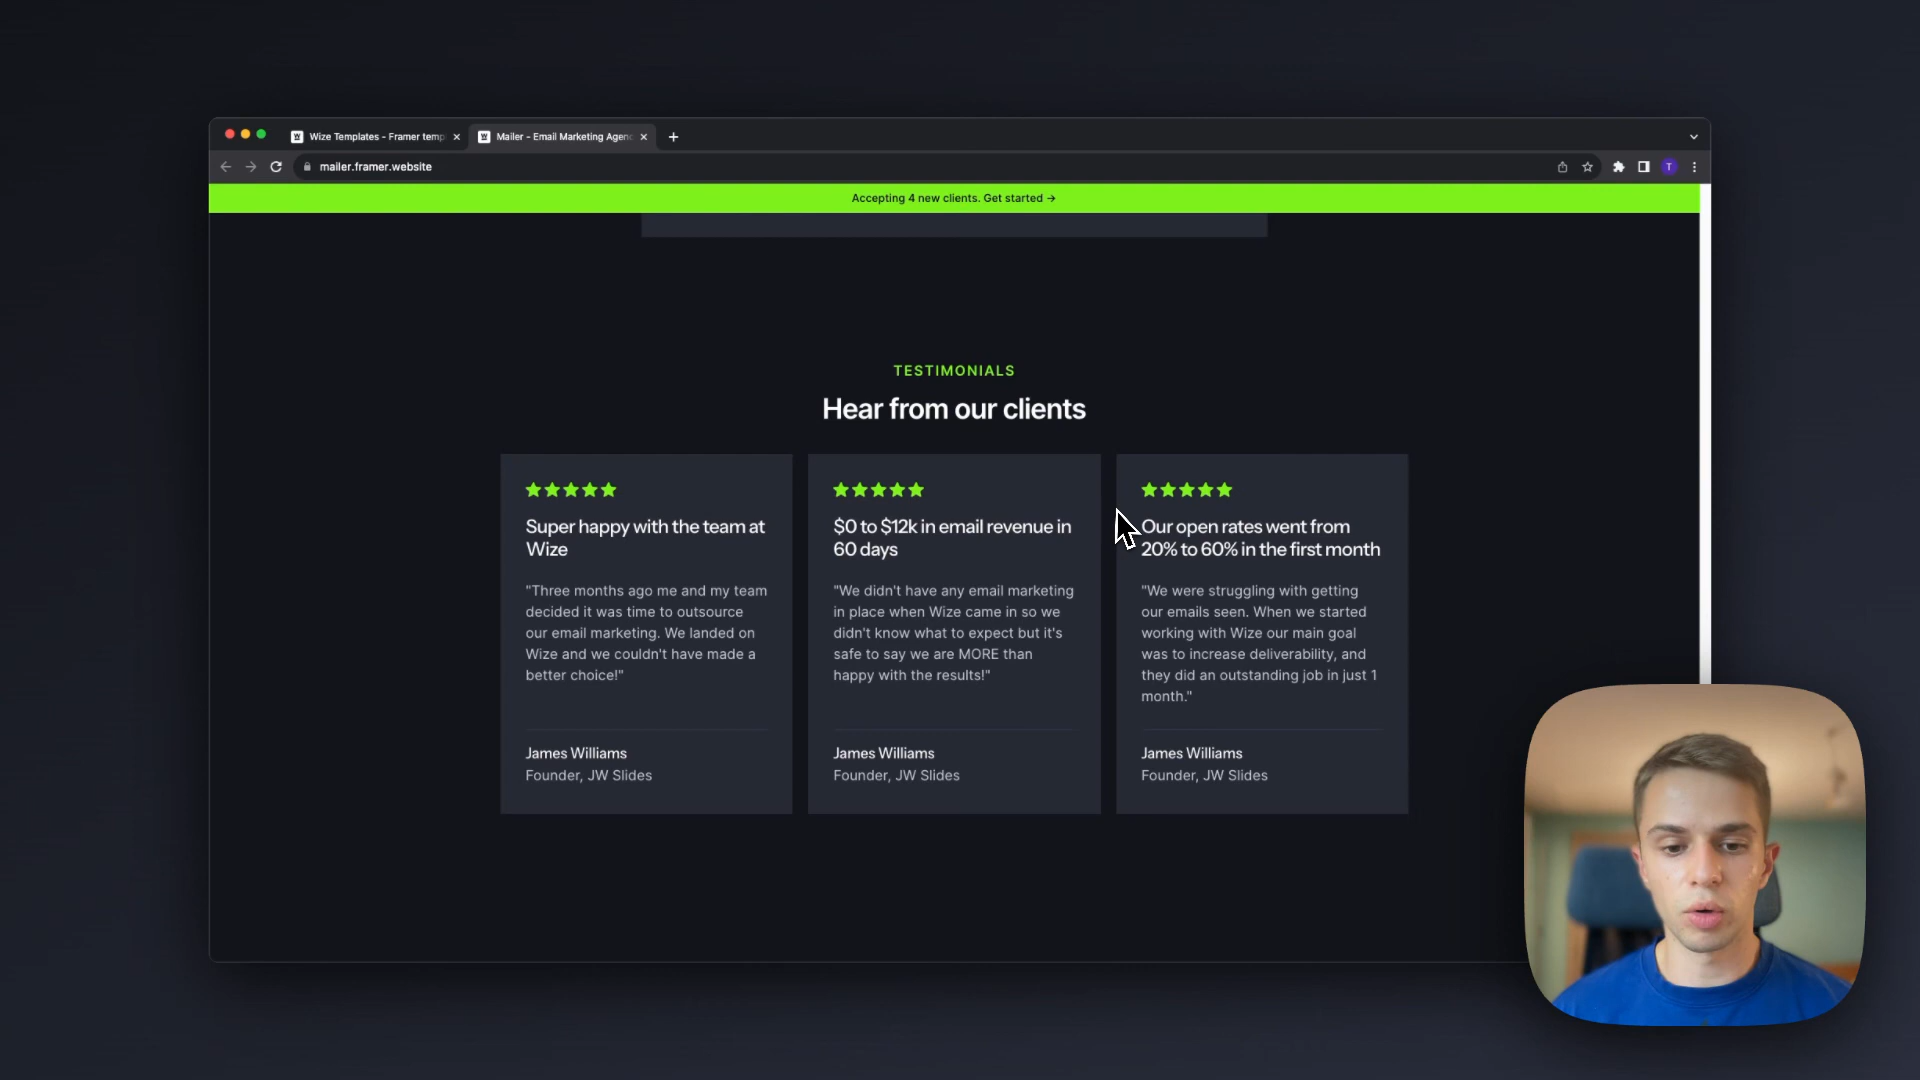 Wize Templates - Framer temp
Mailer - Email Marketing Agen
mailer.framer.website
T
Accepting 4 new clients. Get started →
TESTIMONIALS
Hear from our clients
Super happy with the team at
Wize
"Three months ago me and my team
decided it was time to outsource
our email marketing. We landed on
Wize and we couldn't have made a
better choice!"
James Williams
Founder, JW Slides
$0 to $12k in email revenue in
60 days
"We didn't have any email marketing
in place when Wize came in so we
didn't know what to expect but it's
safe to say we are MORE than
happy with the results!"
James Williams
Founder, JW Slides
Our open rates went from
20% to 60% in the first month
"We were struggling with getting
our emails seen. When we started
working with Wize our main goal
was to increase deliverability, and
they did an outstanding job in just 1
month."
James Williams
Founder, JW Slides